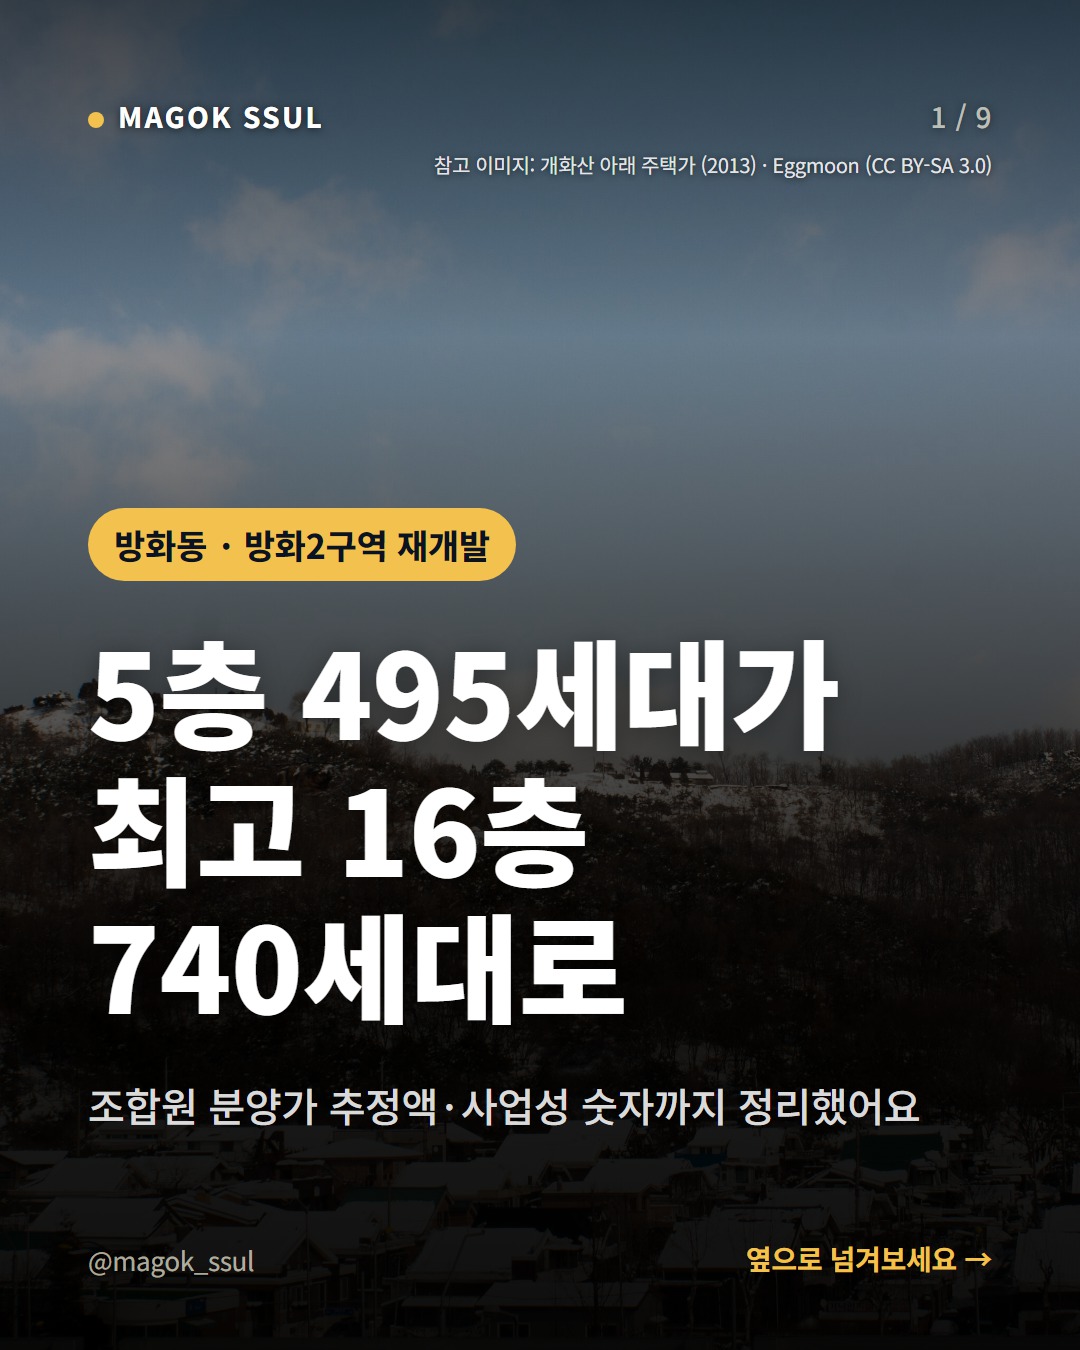 MAGOK SSUL
1 / 9
참고 이미지: 개화산 아래 주택가 (2013) · Eggmoon (CC BY-SA 3.0)
방화동 · 방화2구역 재개발
5층 495세대가
최고 16층
740세대로
조합원 분양가 추정액·사업성 숫자까지 정리했어요
@magok_ssul
옆으로 넘겨보세요 →